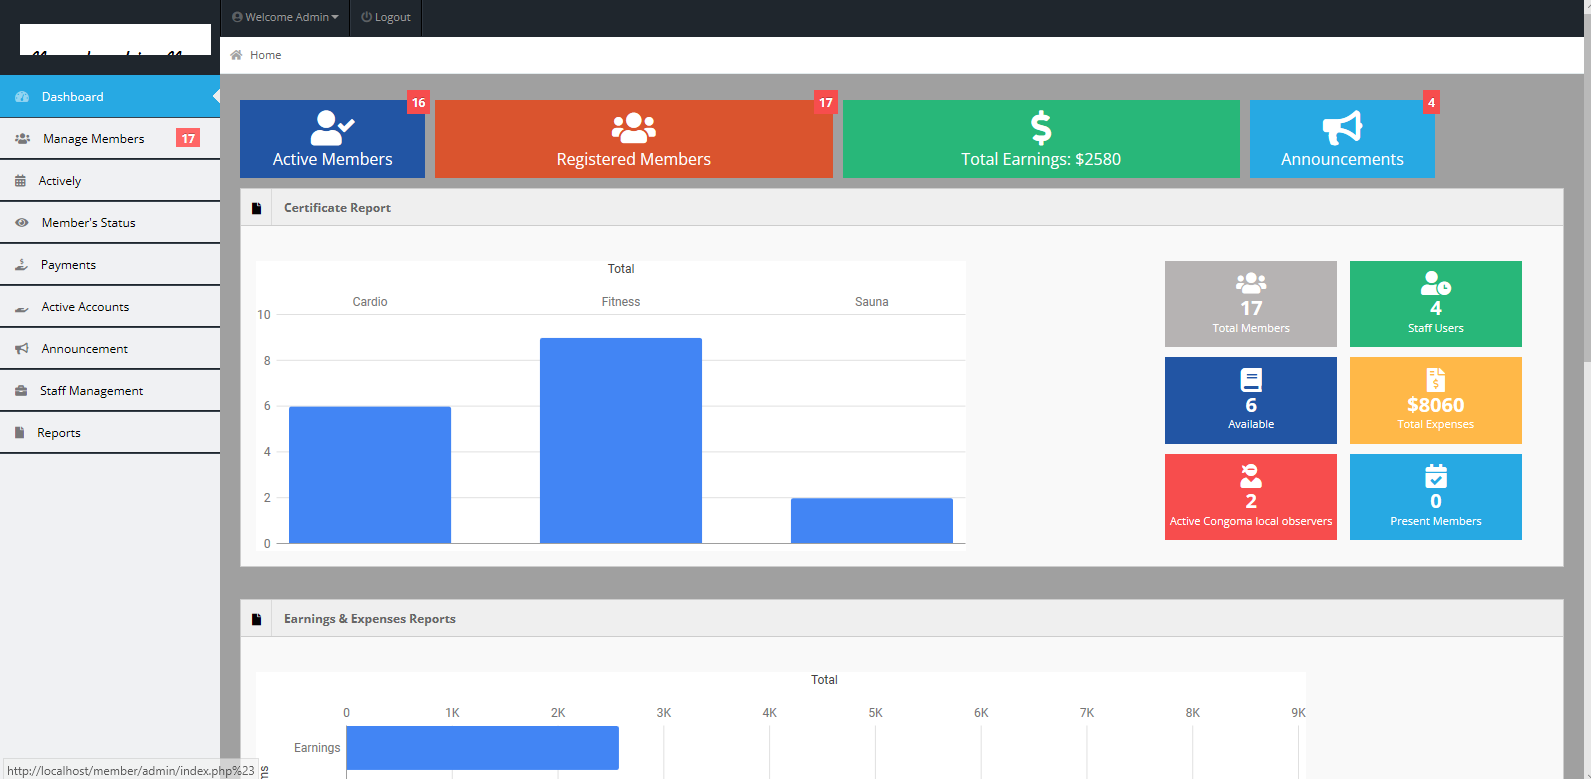 Welcome Admin
Logout
Home
Dashboard
Manage Members 17
Actively
Member's Status
Payments
Active Accounts
Announcement
Staff Management
Reports
16
Active Members
17
Registered Members
Total Earnings: $2580
4
Announcements
Certificate Report
Total
Cardio Fitness Sauna
10
8
6
4
2
0
17
Total Members
4
Staff Users
6
Available
$8060
Total Expenses
2
Active Congoma local observers
0
Present Members
Earnings & Expenses Reports
Total
0 1K 2K 3K 4K 5K 6K 7K 8K 9K
Earnings
http://localhost/member/admin/index.php%23